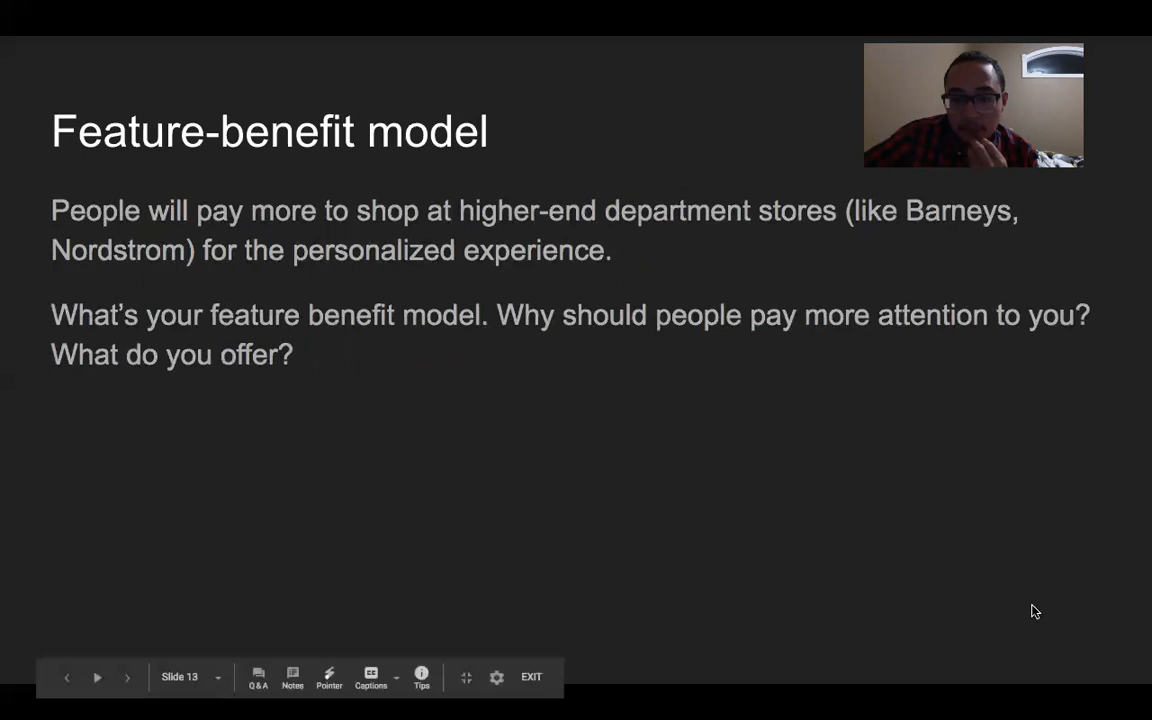 Feature-benefit model
People will pay more to shop at higher-end department stores (like Barneys,
Nordstrom) for the personalized experience.
What's your feature benefit model. Why should people pay more attention to you?
What do you offer?
Slide 13
Q&A
Notes
Pointer
Captions
Tips
EXIT